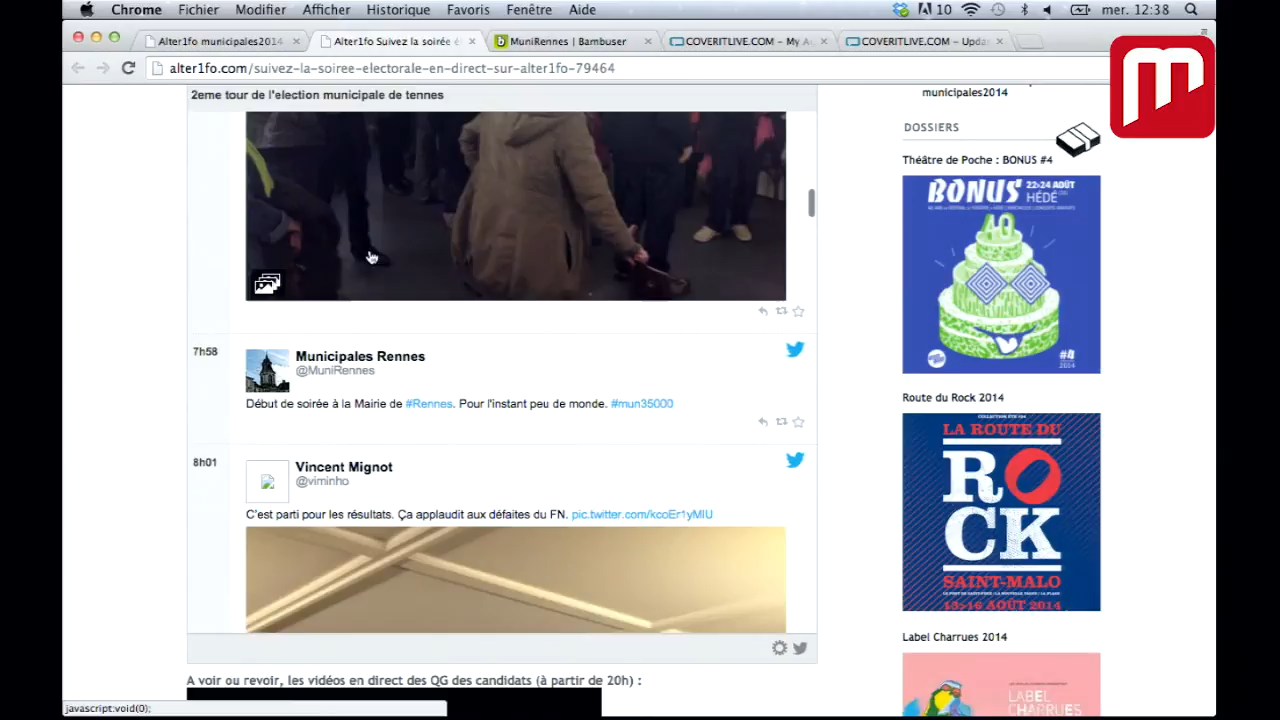 Chrome Fichier Modifier Afficher Historique Favoris Fenêtre Aide 10 mer. 12:38
Alter1fo municipales2014 Alter1fo Suivez la soirée é MuniRennes | Bambuser COVERITLIVE.COM – My A COVERITLIVE.COM – Upda
alter1fo.com/suivez-la-soiree-electorale-en-direct-sur-alter1fo-79464
2eme tour de l'election municipale de tennes
7h58
Municipales Rennes
@MuniRennes
Début de soirée à la Mairie de #Rennes. Pour l'instant peu de monde. #mun35000
8h01
Vincent Mignot
@viminho
C'est parti pour les résultats. Ça applaudit aux défaites du FN. pic.twitter.com/kcoEr1yMIU
A voir ou revoir, les vidéos en direct des QG des candidats (à partir de 20h) :
javascript:void(0);
municipales2014
DOSSIERS
Théâtre de Poche : BONUS #4
BONUS
22>24 AOÛT
HÉDÉ
40
#4
2014
Route du Rock 2014
LA ROUTE DU
ROCK
SAINT-MALO
13>16 AOÛT 2014
Label Charrues 2014
LABEL
CHARRUES
m